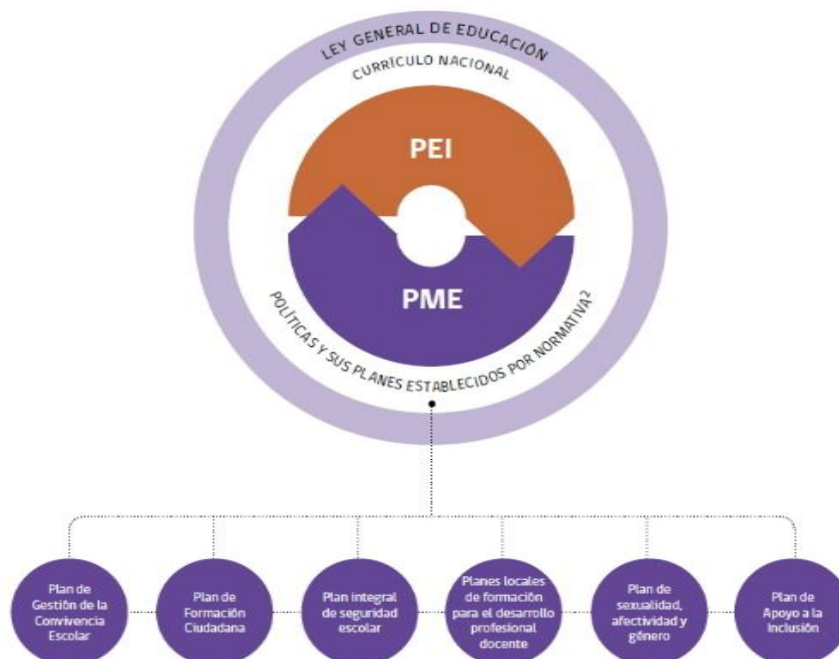 LEY GENERAL DE EDUCACIÓN
CURRÍCULO NACIONAL
PEI
PME
POLÍTICAS Y SUS PLANES ESTABLECIDOS POR NORMATIVA²
Plan de
Gestión de la
Convivencia
Escolar
Plan de
Formación
Ciudadana
Plan integral
de seguridad
escolar
Planes locales
de formación
para el desarrollo
profesional
docente
Plan de
sexualidad,
afectividad y
género
Plan de
Apoyo a la
Inclusión